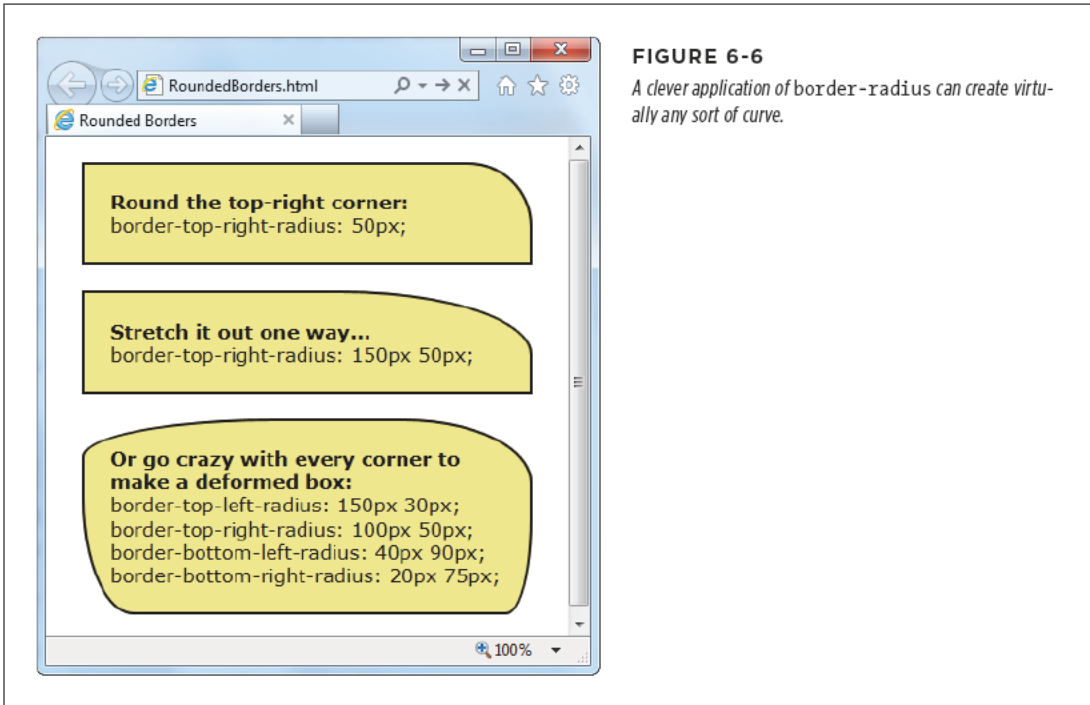 RoundedBorders.html
Rounded Borders
Round the top-right corner:
border-top-right-radius: 50px;
Stretch it out one way...
border-top-right-radius: 150px 50px;
Or go crazy with every corner to
make a deformed box:
border-top-left-radius: 150px 30px;
border-top-right-radius: 100px 50px;
border-bottom-left-radius: 40px 90px;
border-bottom-right-radius: 20px 75px;
100%
FIGURE 6-6
A clever application of border-radius can create virtu-
ally any sort of curve.